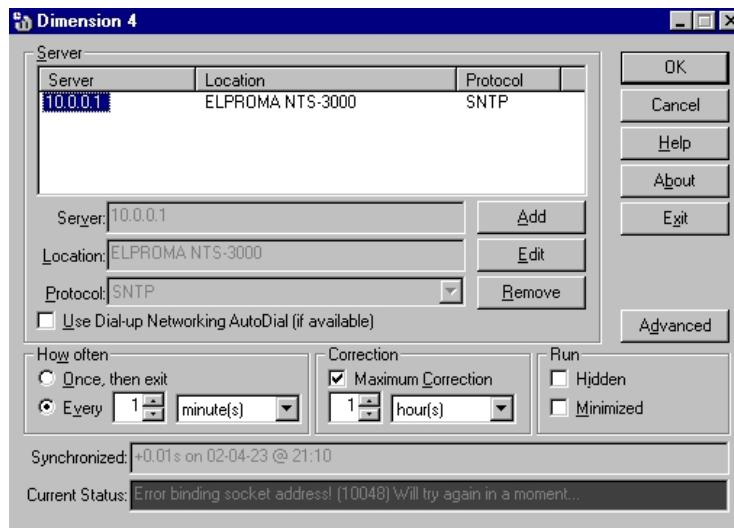 Dimension 4
Server
Server Location Protocol
10.0.0.1 ELPROMA NTS-3000 SNTP
Server: 10.0.0.1
Location: ELPROMA NTS-3000
Protocol: SNTP
Add
Edit
Remove
Use Dial-up Networking AutoDial (if available)
OK
Cancel
Help
About
Exit
Advanced
How often
Once, then exit
Every 1 minute(s)
Correction
Maximum Correction
1 hour(s)
Run
Hidden
Minimized
Synchronized: +0.01s on 02-04-23 @ 21:10
Current Status: Error binding socket address! (10048) Will try again in a moment...